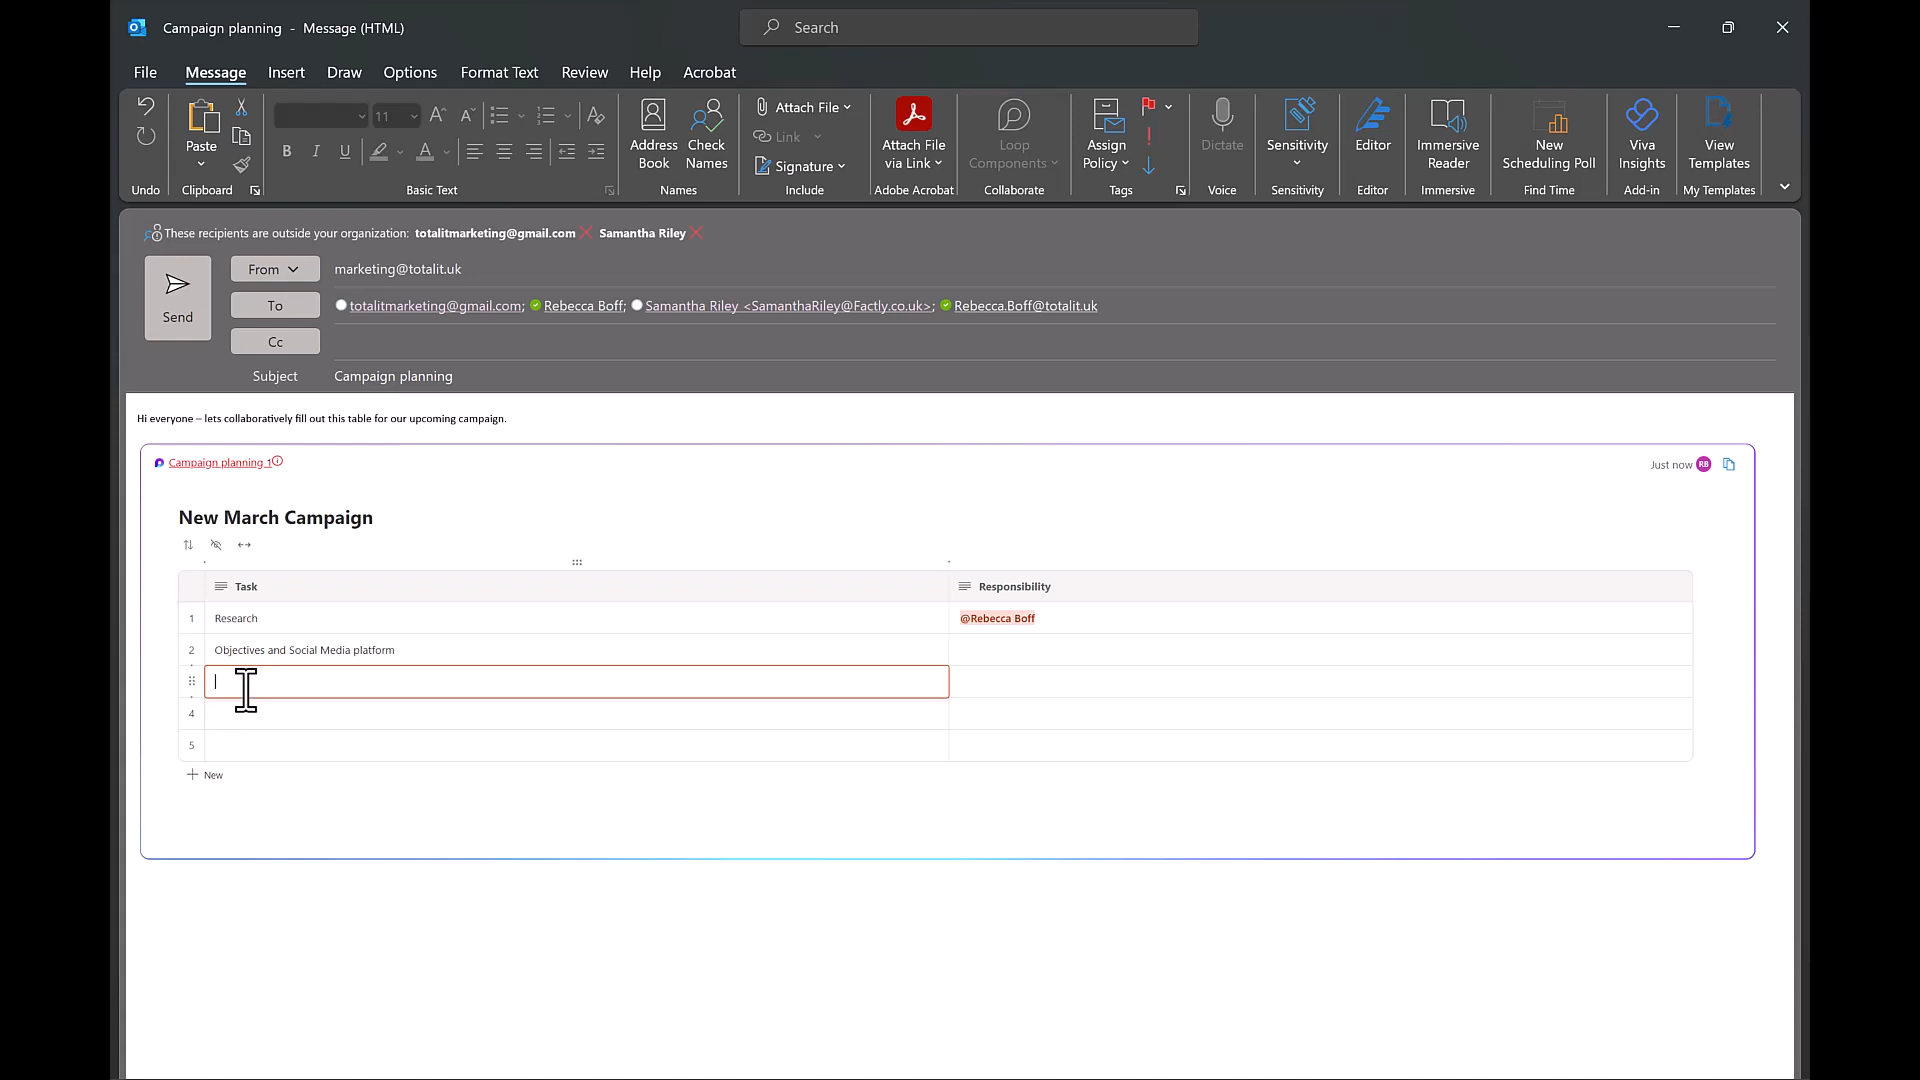 Campaign planning - Message (HTML)
Search
File Message Insert Draw Options Format Text Review Help Acrobat
Undo
Paste
Clipboard
11
B I U A
Basic Text
Address Book
Check Names
Names
Attach File
Link
Signature
Include
Attach File via Link
Adobe Acrobat
Loop Components
Collaborate
Assign Policy
Tags
Dictate
Voice
Sensitivity
Sensitivity
Editor
Editor
Immersive Reader
Immersive
New Scheduling Poll
Find Time
Viva Insights
Add-in
View Templates
My Templates
These recipients are outside your organization: totalitmarketing@gmail.com Samantha Riley
Send
From marketing@totalit.uk
To totalitmarketing@gmail.com; Rebecca Boff; Samantha Riley <SamanthaRiley@Factly.co.uk>; Rebecca.Boff@totalit.uk
Cc
Subject Campaign planning
Hi everyone – lets collaboratively fill out this table for our upcoming campaign.
Campaign planning 1 Just now RB
New March Campaign
Task Responsibility
1 Research @Rebecca Boff
2 Objectives and Social Media platform
4
5
New